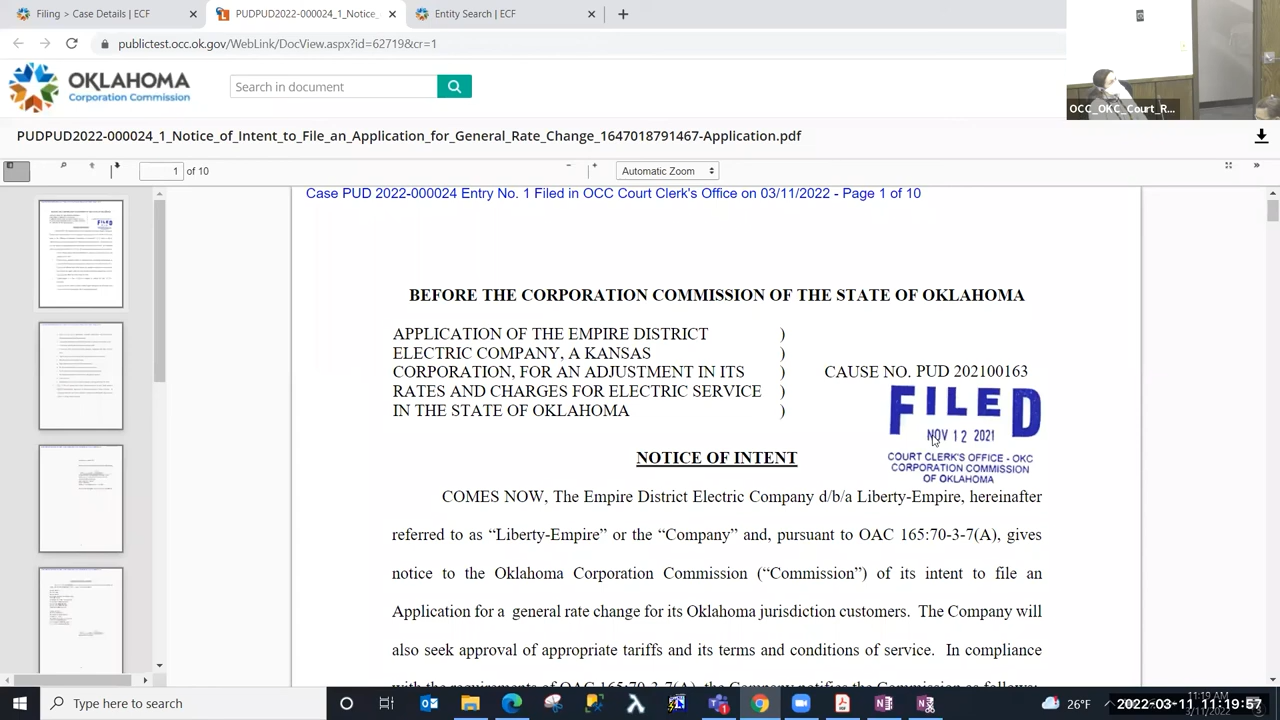 Filing > Case Details | ECF
PUDPUD2022-000024_1_Notice_
Entity Search | ECF
publictest.occ.ok.gov/WebLink/DocView.aspx?id=62719&cr=1
OKLAHOMA
Corporation Commission
Search in document
OCC_OKC_Court_R...
PUDPUD2022-000024_1_Notice_of_Intent_to_File_an_Application_for_General_Rate_Change_1647018791467-Application.pdf
1 of 10
Automatic Zoom
Case PUD 2022-000024 Entry No. 1 Filed in OCC Court Clerk's Office on 03/11/2022 - Page 1 of 10
BEFORE THE CORPORATION COMMISSION OF THE STATE OF OKLAHOMA
APPLICATION OF THE EMPIRE DISTRICT
ELECTRIC COMPANY, A KANSAS )
CORPORATION, FOR AN ADJUSTMENT IN ITS ) CAUSE NO. PUD 202100163
RATES AND CHARGES FOR ELECTRIC SERVICE )
IN THE STATE OF OKLAHOMA )
FILED
NOV 12 2021
COURT CLERK'S OFFICE - OKC
CORPORATION COMMISSION
OF OKLAHOMA
NOTICE OF INTENT
COMES NOW, The Empire District Electric Company d/b/a Liberty-Empire, hereinafter
referred to as “Liberty-Empire” or the “Company” and, pursuant to OAC 165:70-3-7(A), gives
notice to the Oklahoma Corporation Commission (“Commission”) of its intent to file an
Application for a general rate change for its Oklahoma jurisdiction customers. The Company will
also seek approval of appropriate tariffs and its terms and conditions of service. In compliance
Type here to search
26°F
11:19 AM
3/11/2022
2022-03-11 11:19:57